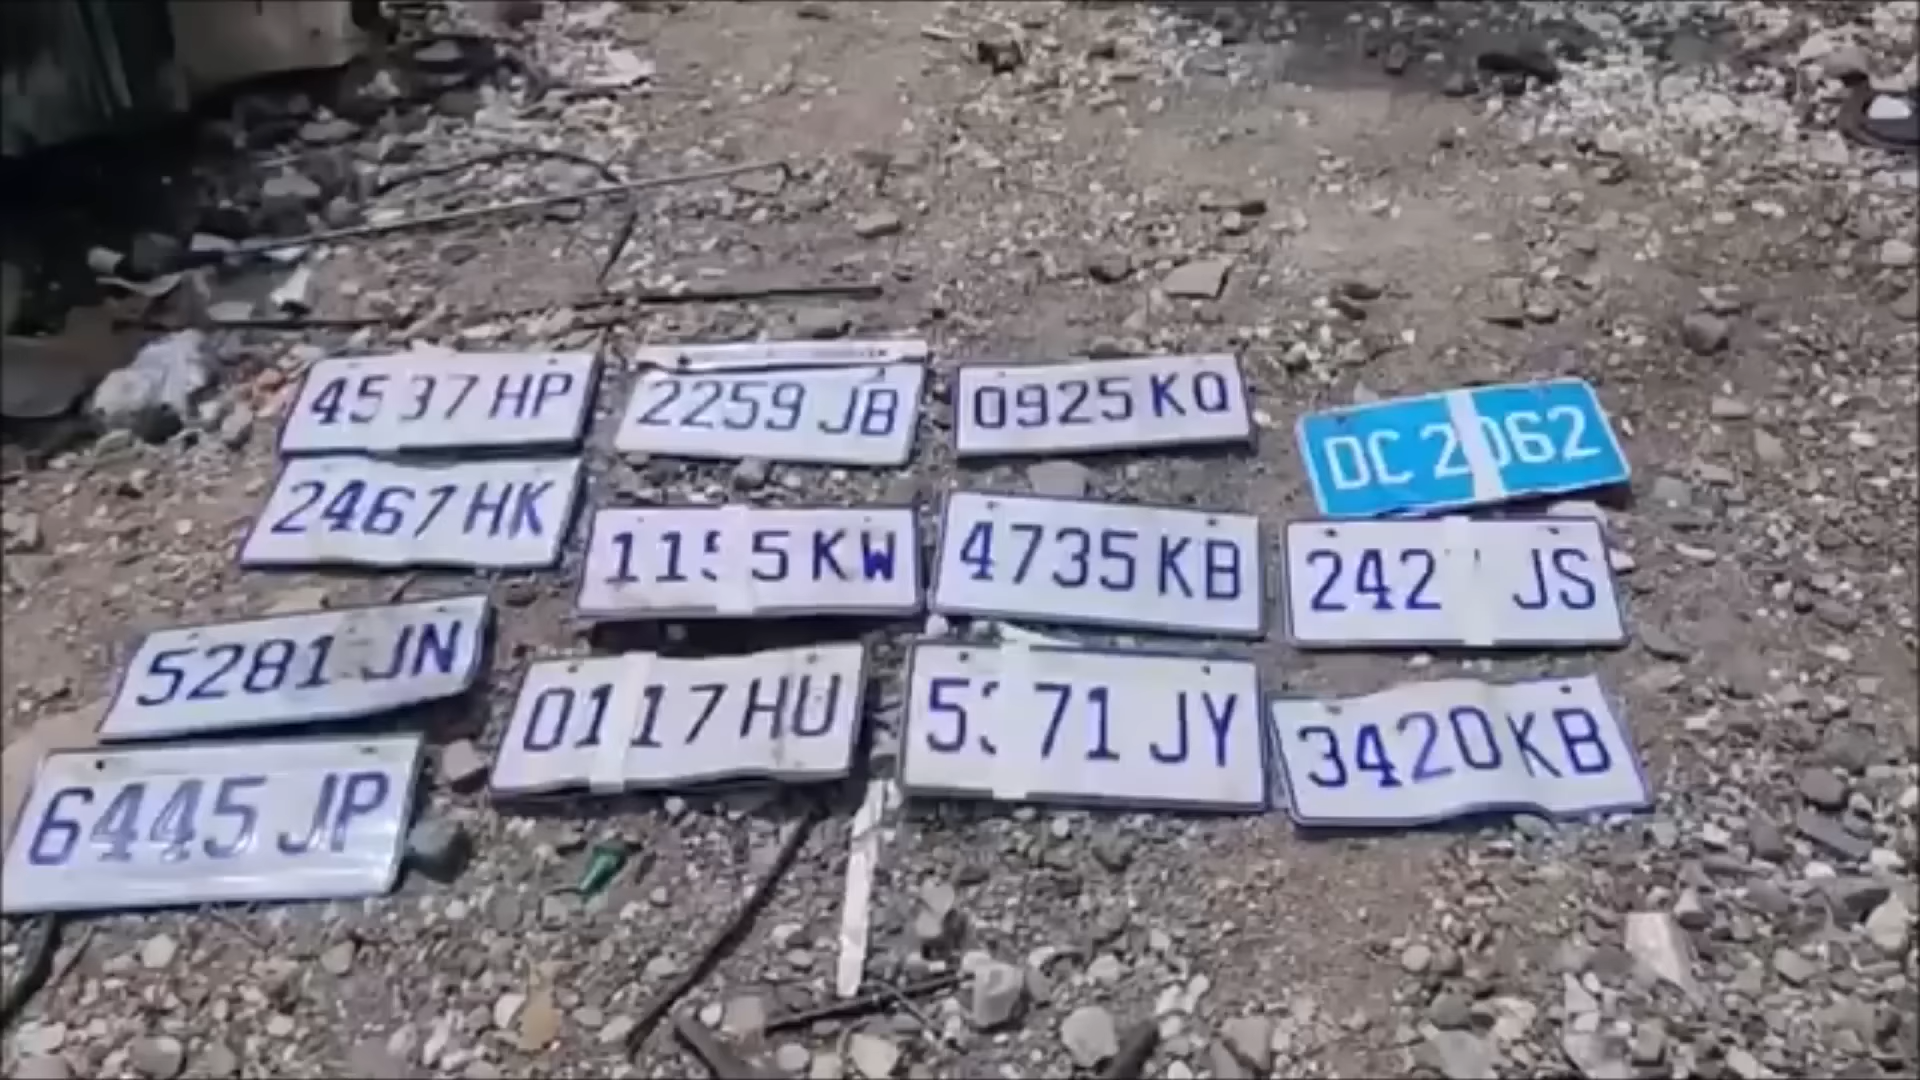 4537 HP
2259 JB
0925 KQ
DC 2062
2467 HK
4735 KB
JS
5281 JN
0117 HU
JY
3420 KB
6445 JP
KW